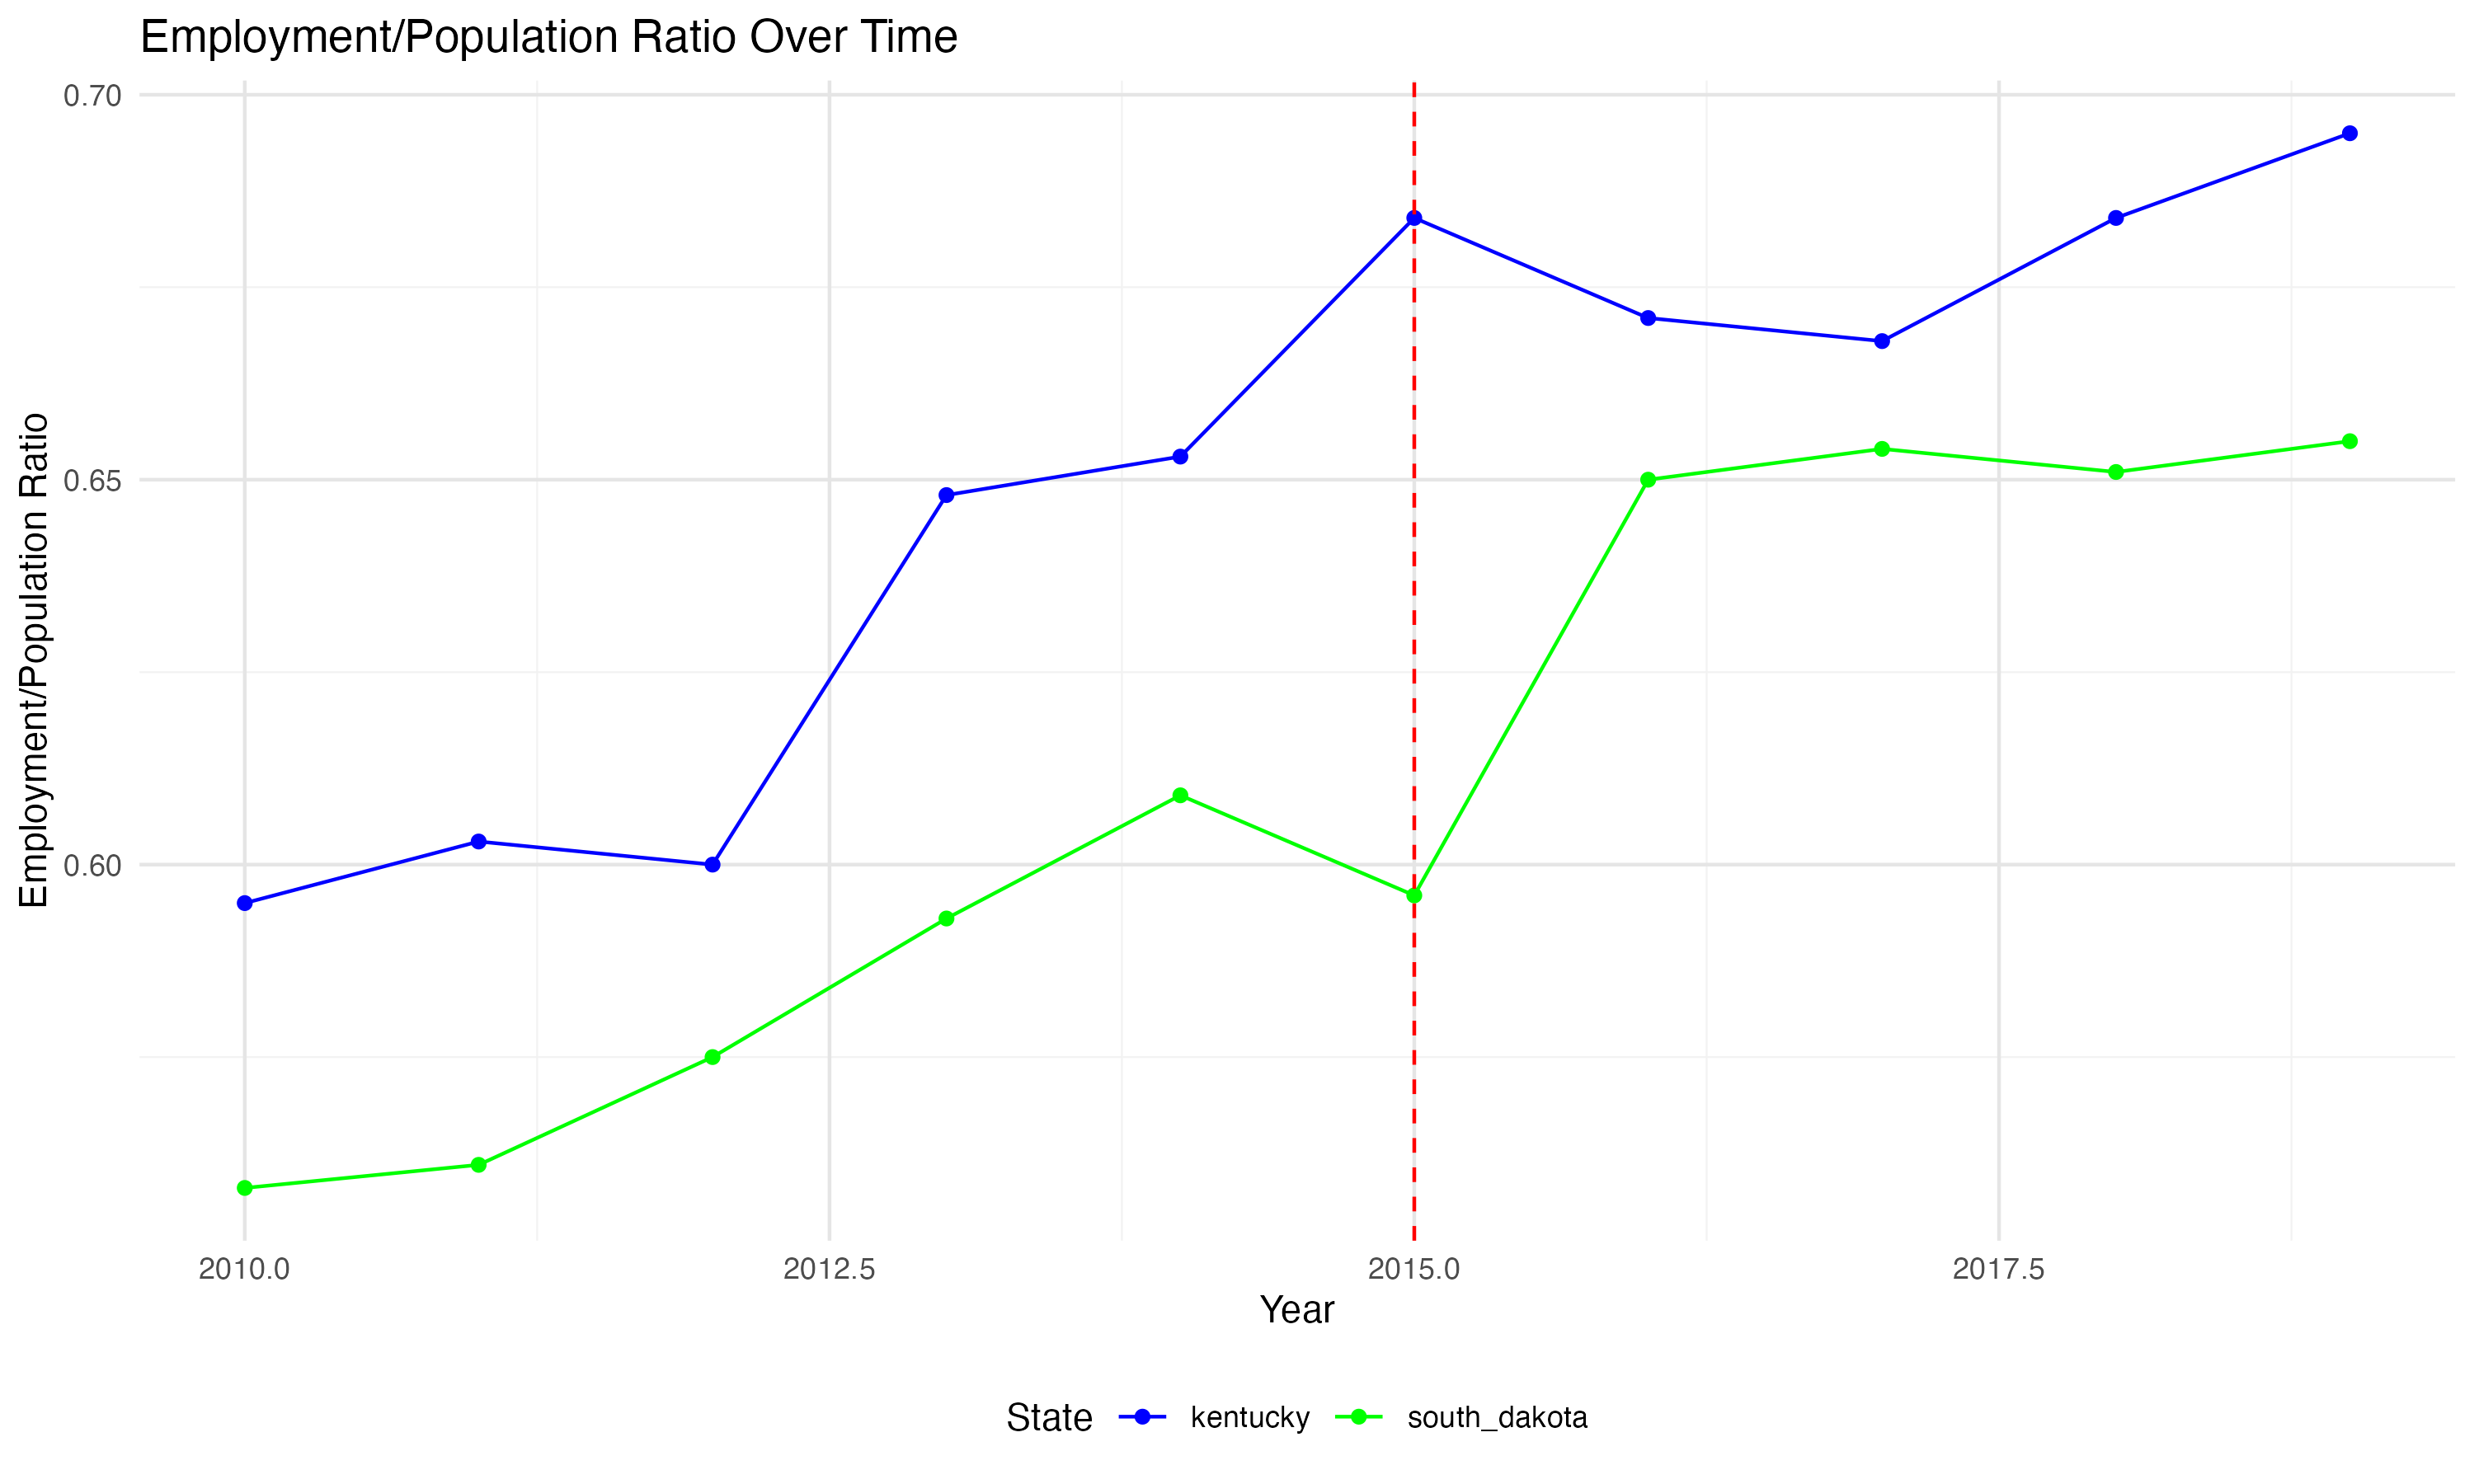 Employment/Population Ratio Over Time
Employment/Population Ratio
0.70
0.65
0.60
2010.0 2012.5 2015.0 2017.5
Year
State kentucky south_dakota